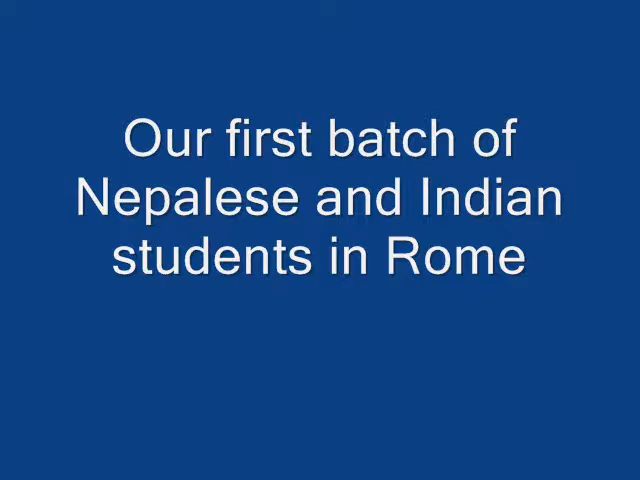 Our first batch of
Nepalese and Indian
students in Rome